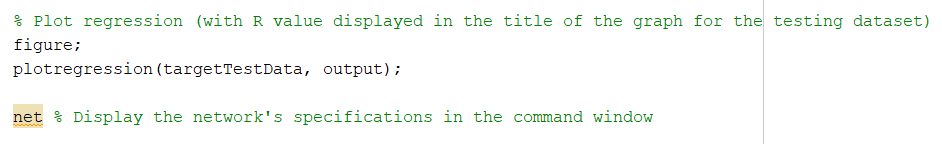 % Plot regression (with R value displayed in the title of the graph for the testing dataset)
figure;
plotregression(targetTestData, output);
net % Display the network's specifications in the command window